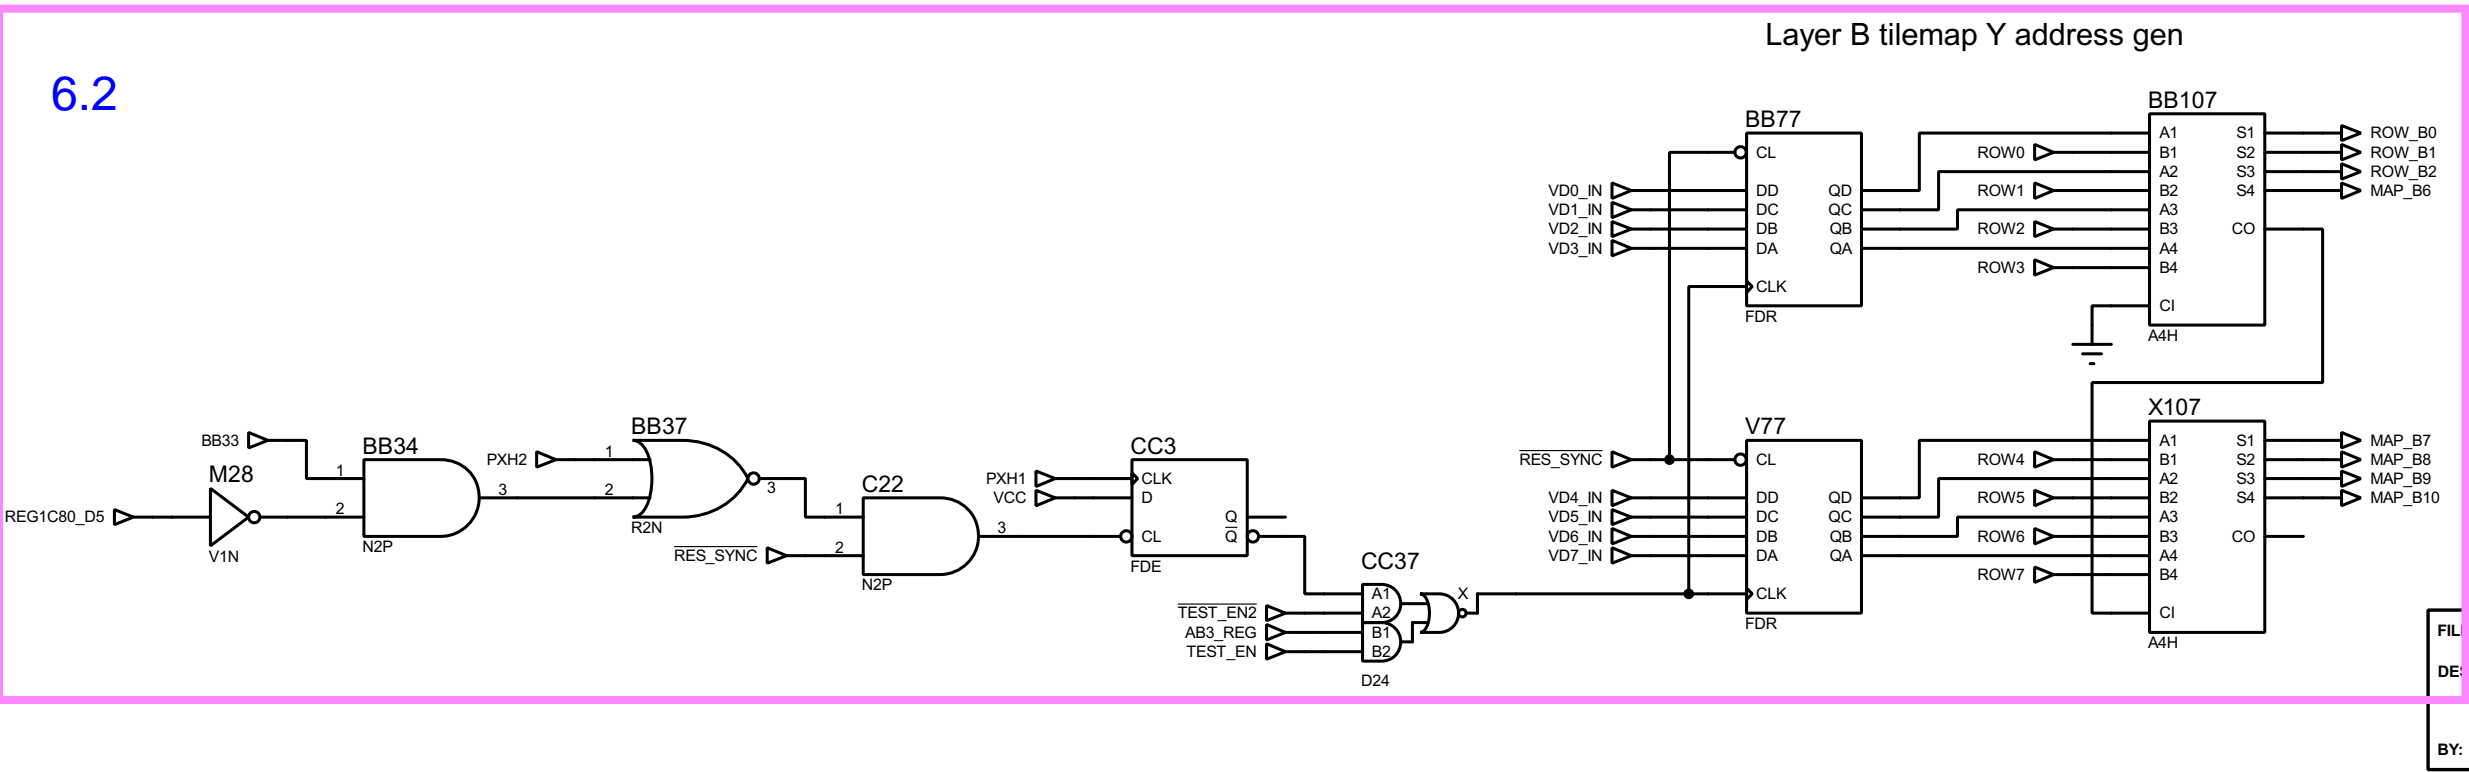 Layer B tilemap Y address gen
6.2
BB33
REG1C80_D5
M28
V1N
BB34
1
2
3
N2P
PXH2
BB37
1
2
3
R2N
RES_SYNC
C22
1
2
3
N2P
PXH1
VCC
CC3
CLK
D
CL
Q
Q
FDE
TEST_EN2
AB3_REG
TEST_EN
CC37
A1
A2
B1
B2
X
D24
VD0_IN
VD1_IN
VD2_IN
VD3_IN
BB77
CL
DD QD
DC QC
DB QB
DA QA
CLK
FDR
RES_SYNC
VD4_IN
VD5_IN
VD6_IN
VD7_IN
V77
CL
DD QD
DC QC
DB QB
DA QA
CLK
FDR
ROW0
ROW1
ROW2
ROW3
BB107
A1 S1
B1 S2
A2 S3
B2 S4
A3
B3 CO
A4
B4
CI
A4H
ROW_B0
ROW_B1
ROW_B2
MAP_B6
ROW4
ROW5
ROW6
ROW7
X107
A1 S1
B1 S2
A2 S3
B2 S4
A3
B3 CO
A4
B4
CI
A4H
MAP_B7
MAP_B8
MAP_B9
MAP_B10
BY: